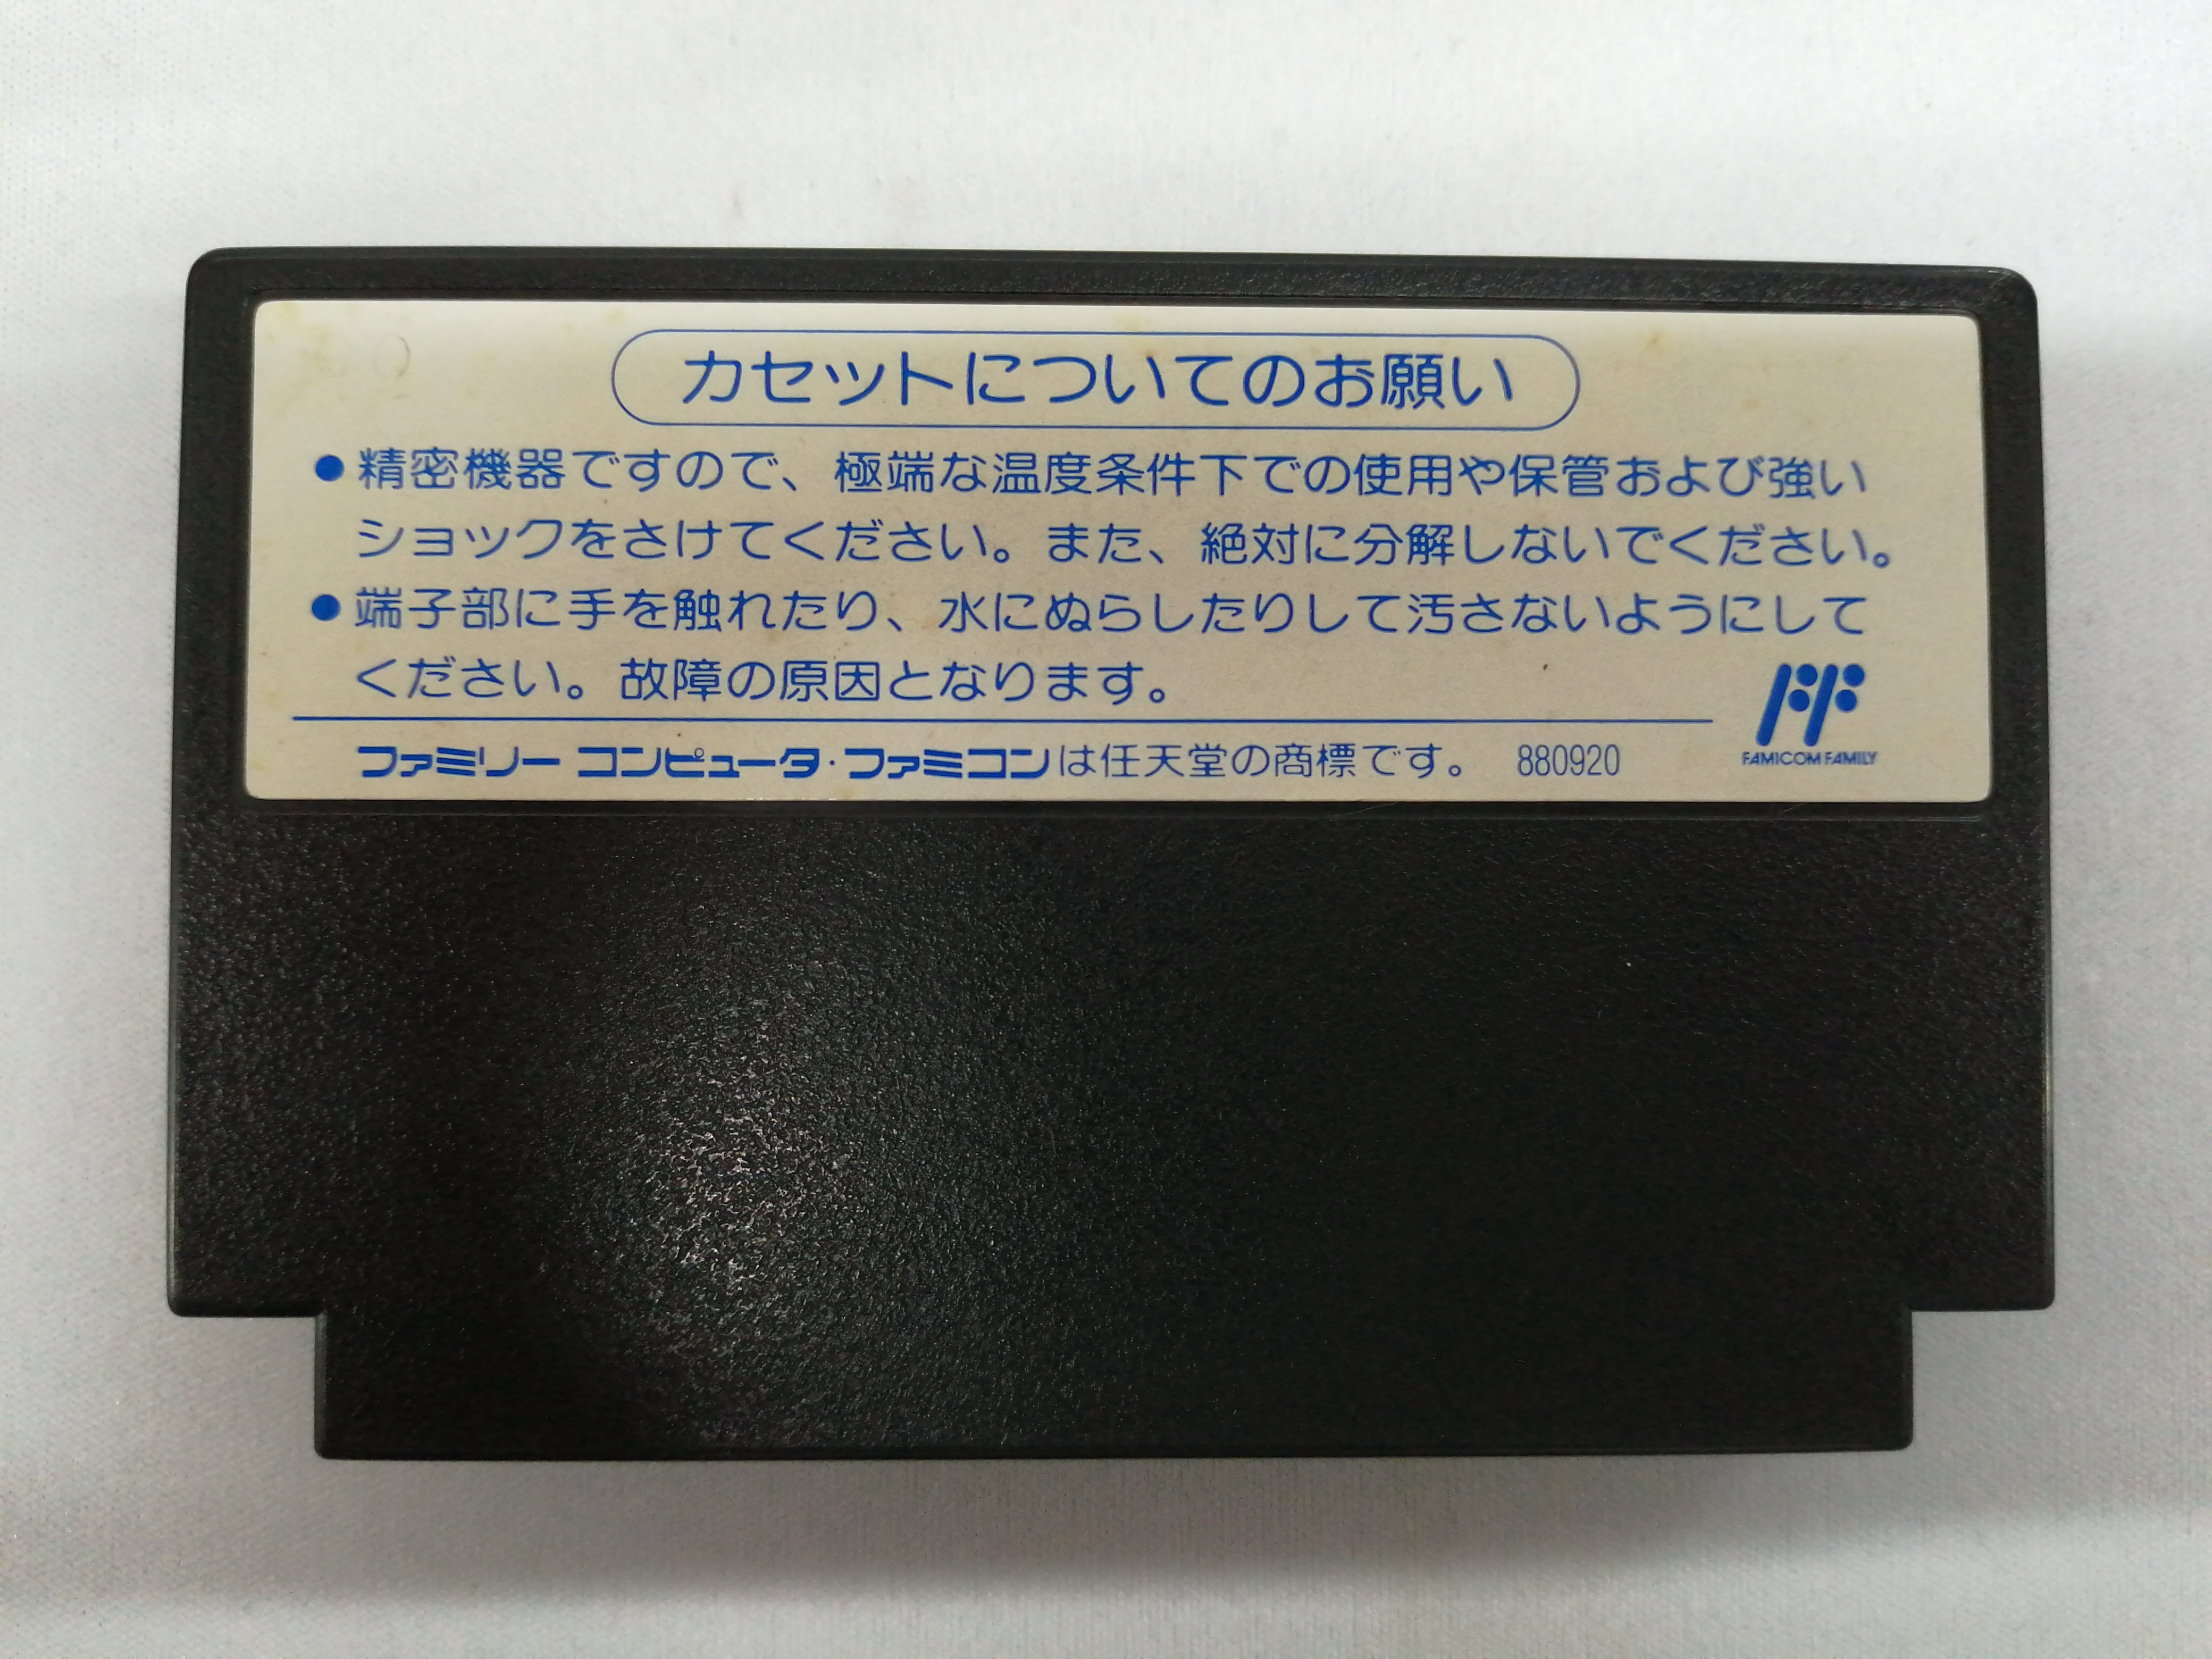 カセットについてのお願い
●精密機器ですので、極端な温度条件下での使用や保管および強い
ショックをさけてください。また、絶対に分解しないでください。
●端子部に手を触れたり、水にぬらしたりして汚さないようにして
ください。故障の原因となります。
ファミリー コンピュータ・ファミコンは任天堂の商標です。 880920
FAMICOM FAMILY